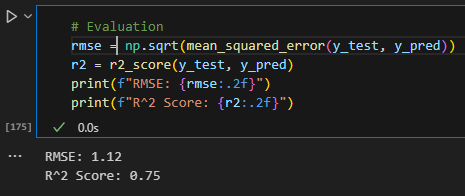 # Evaluation
rmse = np.sqrt(mean_squared_error(y_test, y_pred))
r2 = r2_score(y_test, y_pred)
print(f"RMSE: {rmse:.2f}")
print(f"R^2 Score: {r2:.2f}")
[175]
0.0s
RMSE: 1.12
R^2 Score: 0.75